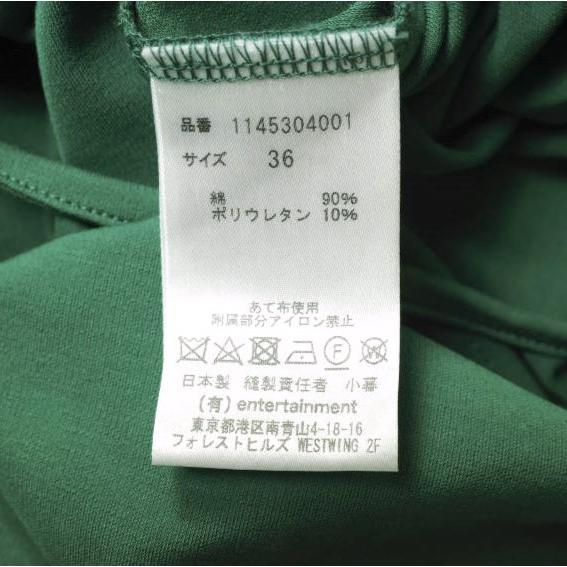 品番 1145304001
サイズ 36
綿 90%
ポリウレタン 10%
あて布使用
附属部分アイロン禁止
F W
日本製 縫製責任者 小暮
(有) entertainment
東京都港区南青山4-18-16
フォレストヒルズ WESTWING 2F